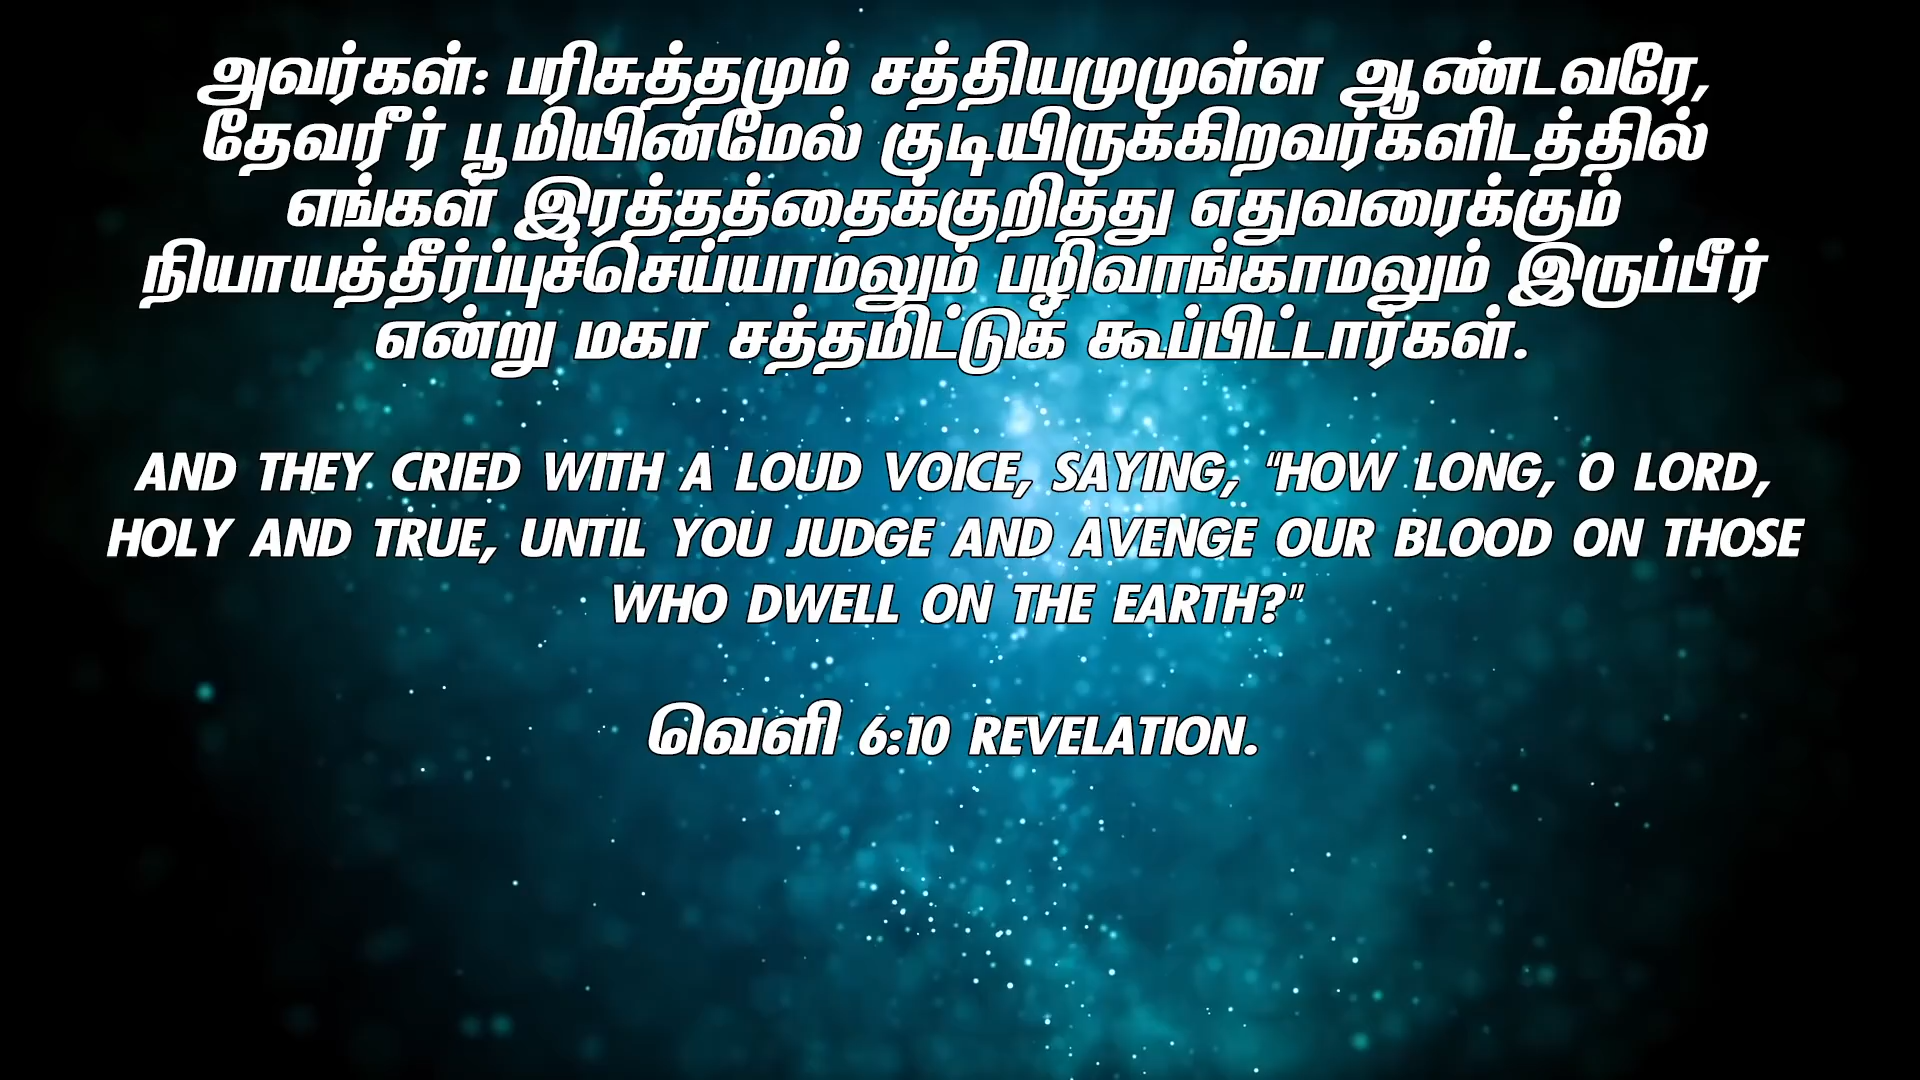 அவர்கள்: பரிசுத்தமும் சத்தியமுமுள்ள ஆண்டவரே,
தேவரீர் பூமியின்மேல் குடியிருக்கிறவர்களிடத்தில்
எங்கள் இரத்தத்தைக்குறித்து எதுவரைக்கும்
நியாயத்தீர்ப்புச்செய்யாமலும் பழிவாங்காமலும் இருப்பீர்
என்று மகா சத்தமிட்டுக் கூப்பிட்டார்கள்.
AND THEY CRIED WITH A LOUD VOICE, SAYING, "HOW LONG, O LORD,
HOLY AND TRUE, UNTIL YOU JUDGE AND AVENGE OUR BLOOD ON THOSE
WHO DWELL ON THE EARTH?"
வெளி 6:10 REVELATION.